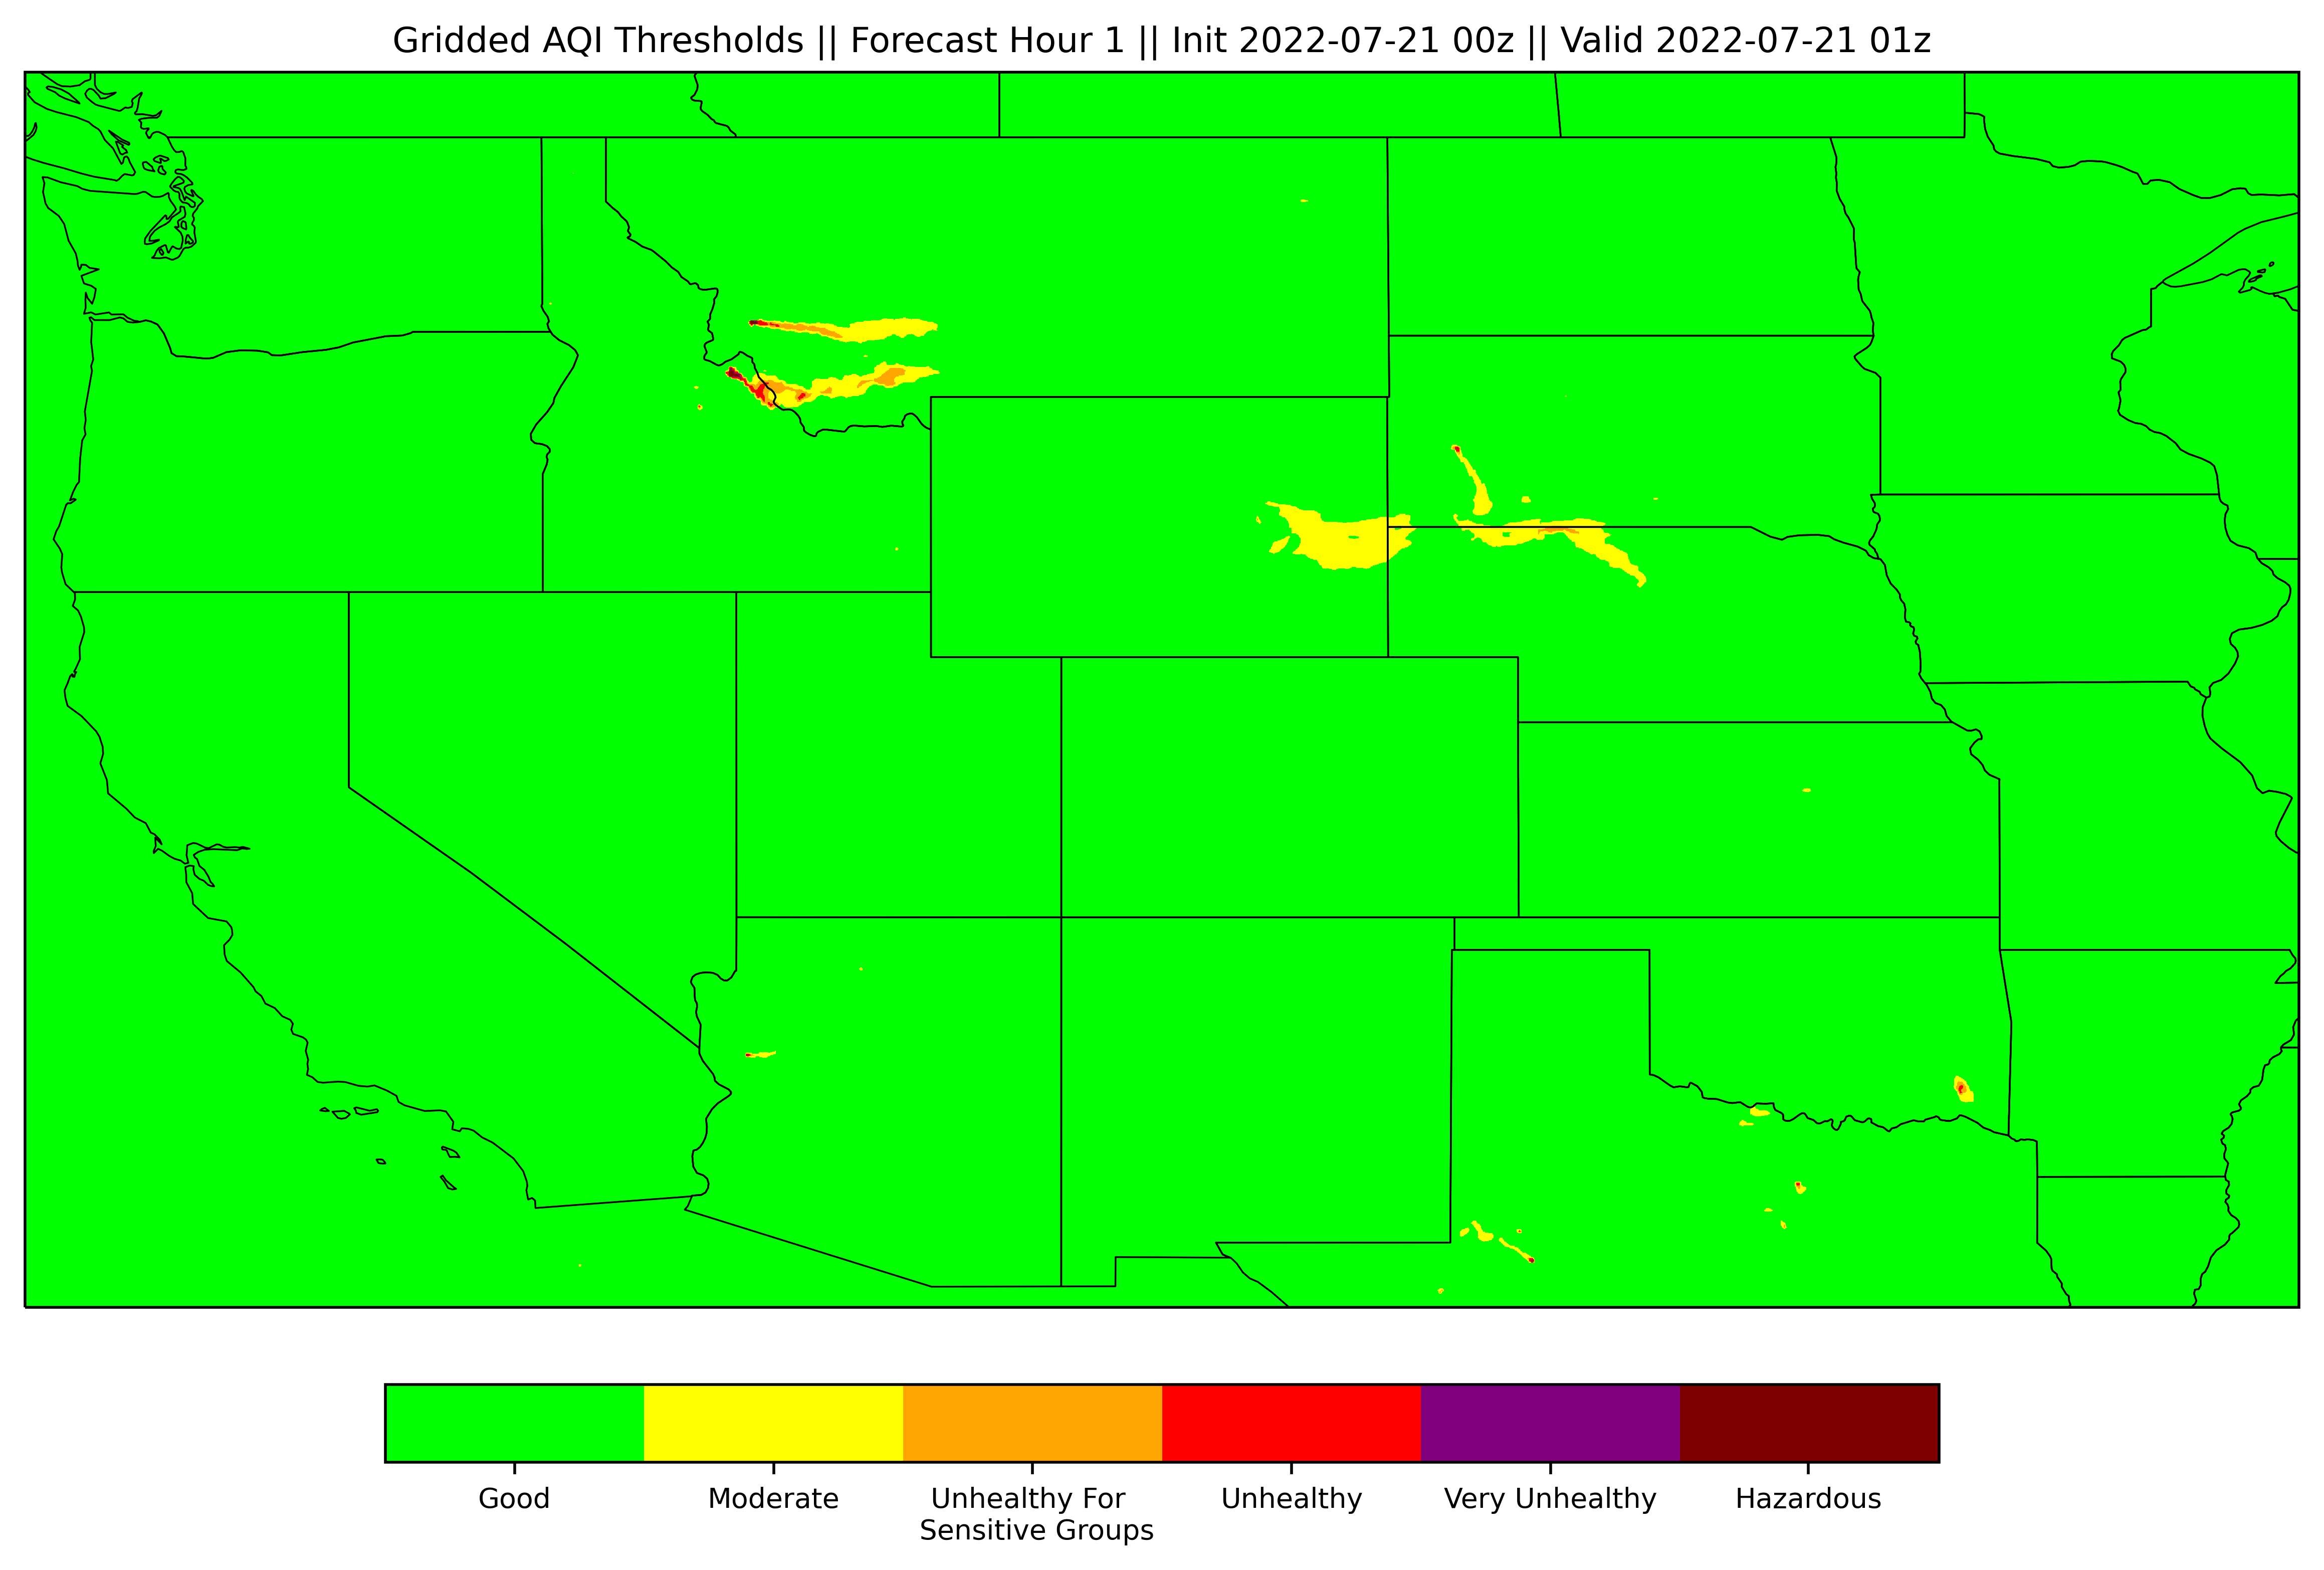 Gridded AQI Thresholds || Forecast Hour 1 || Init 2022-07-21 00z || Valid 2022-07-21 01z
Good
Moderate
Unhealthy For
Sensitive Groups
Unhealthy
Very Unhealthy
Hazardous